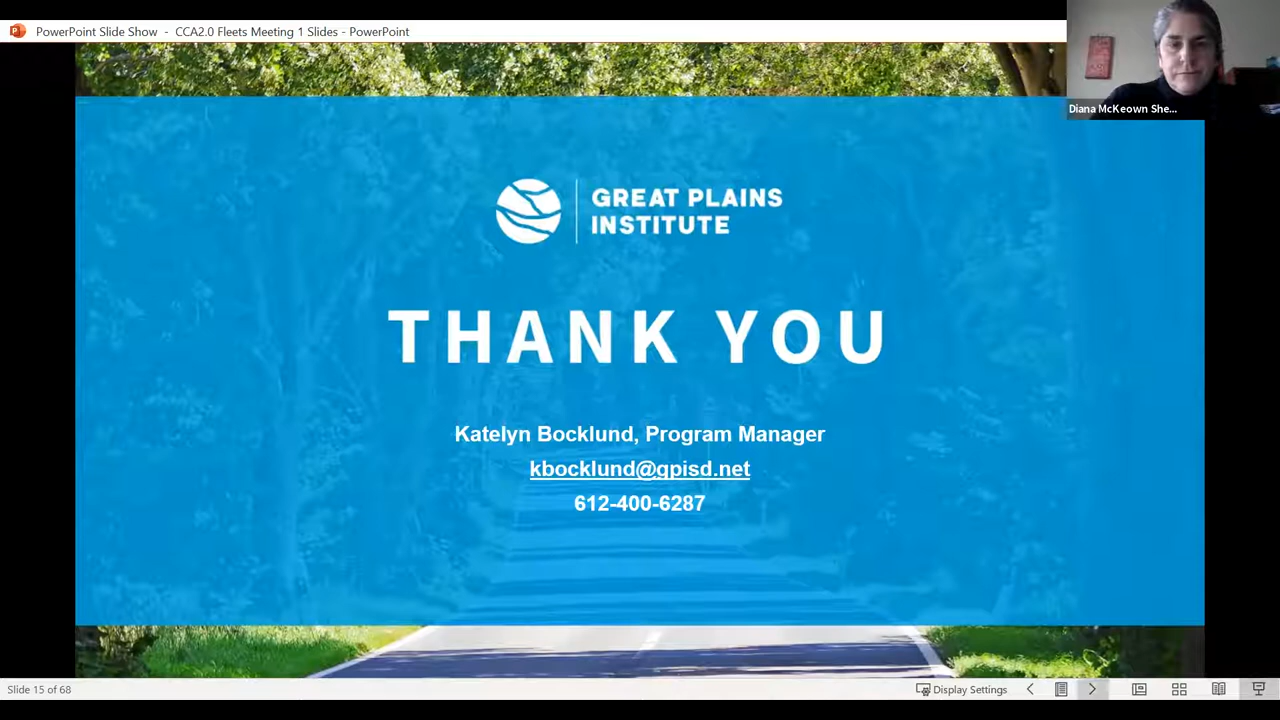 PowerPoint Slide Show - CCA2.0 Fleets Meeting 1 Slides - PowerPoint
Diana McKeown She...
GREAT PLAINS
INSTITUTE
THANK YOU
Katelyn Bocklund, Program Manager
kbocklund@gpisd.net
612-400-6287
Slide 15 of 68
Display Settings